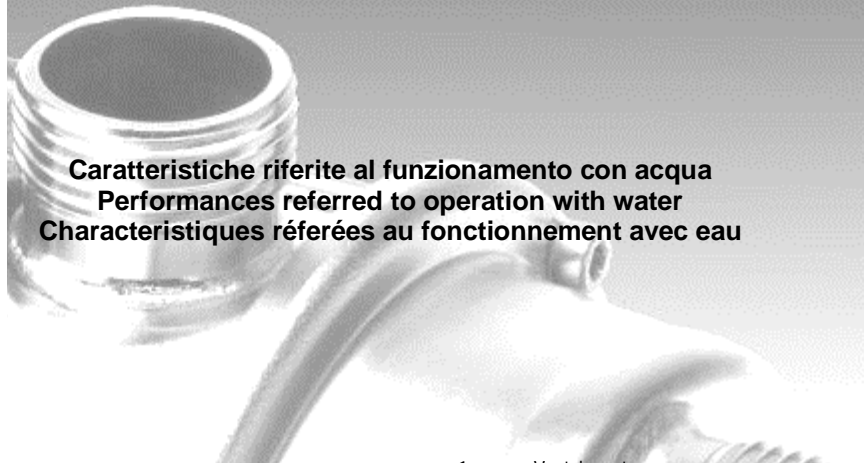 Caratteristiche riferite al funzionamento con acqua
Performances referred to operation with water
Characteristiques réferées au fonctionnement avec eau